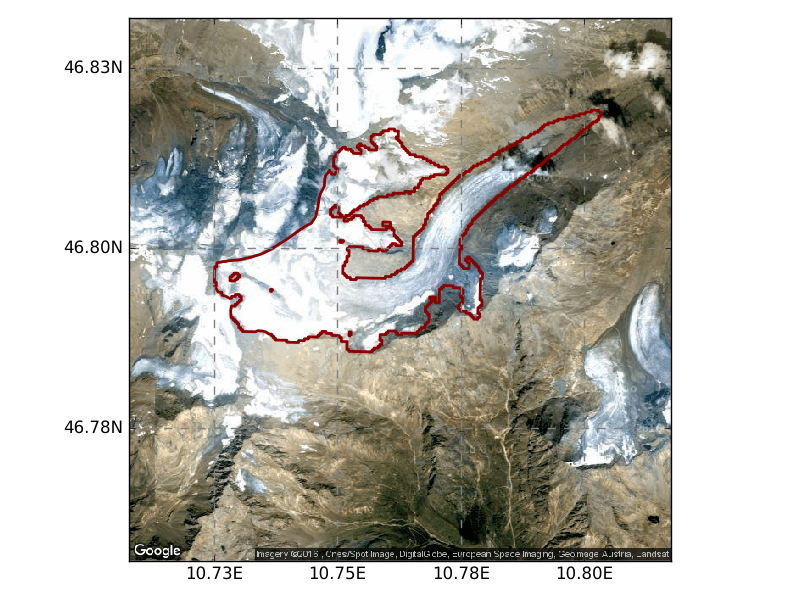 46.83N
46.80N
46.78N
Google
Imagery ©2016 , Cnes/Spot Image, DigitalGlobe, European Space Imaging, Geoimage Austria, Landsat
10.73E
10.75E
10.78E
10.80E